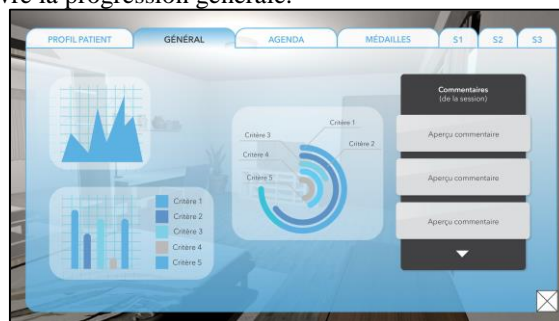 vre la progression générale.
PROFIL PATIENT
GÉNÉRAL
AGENDA
MÉDAILLES
S1
S2
S3
Critère 1
Critère 2
Critère 3
Critère 4
Critère 5
Critère 1
Critère 2
Critère 3
Critère 4
Critère 5
Commentaires
(de la session)
Aperçu commentaire
Aperçu commentaire
Aperçu commentaire